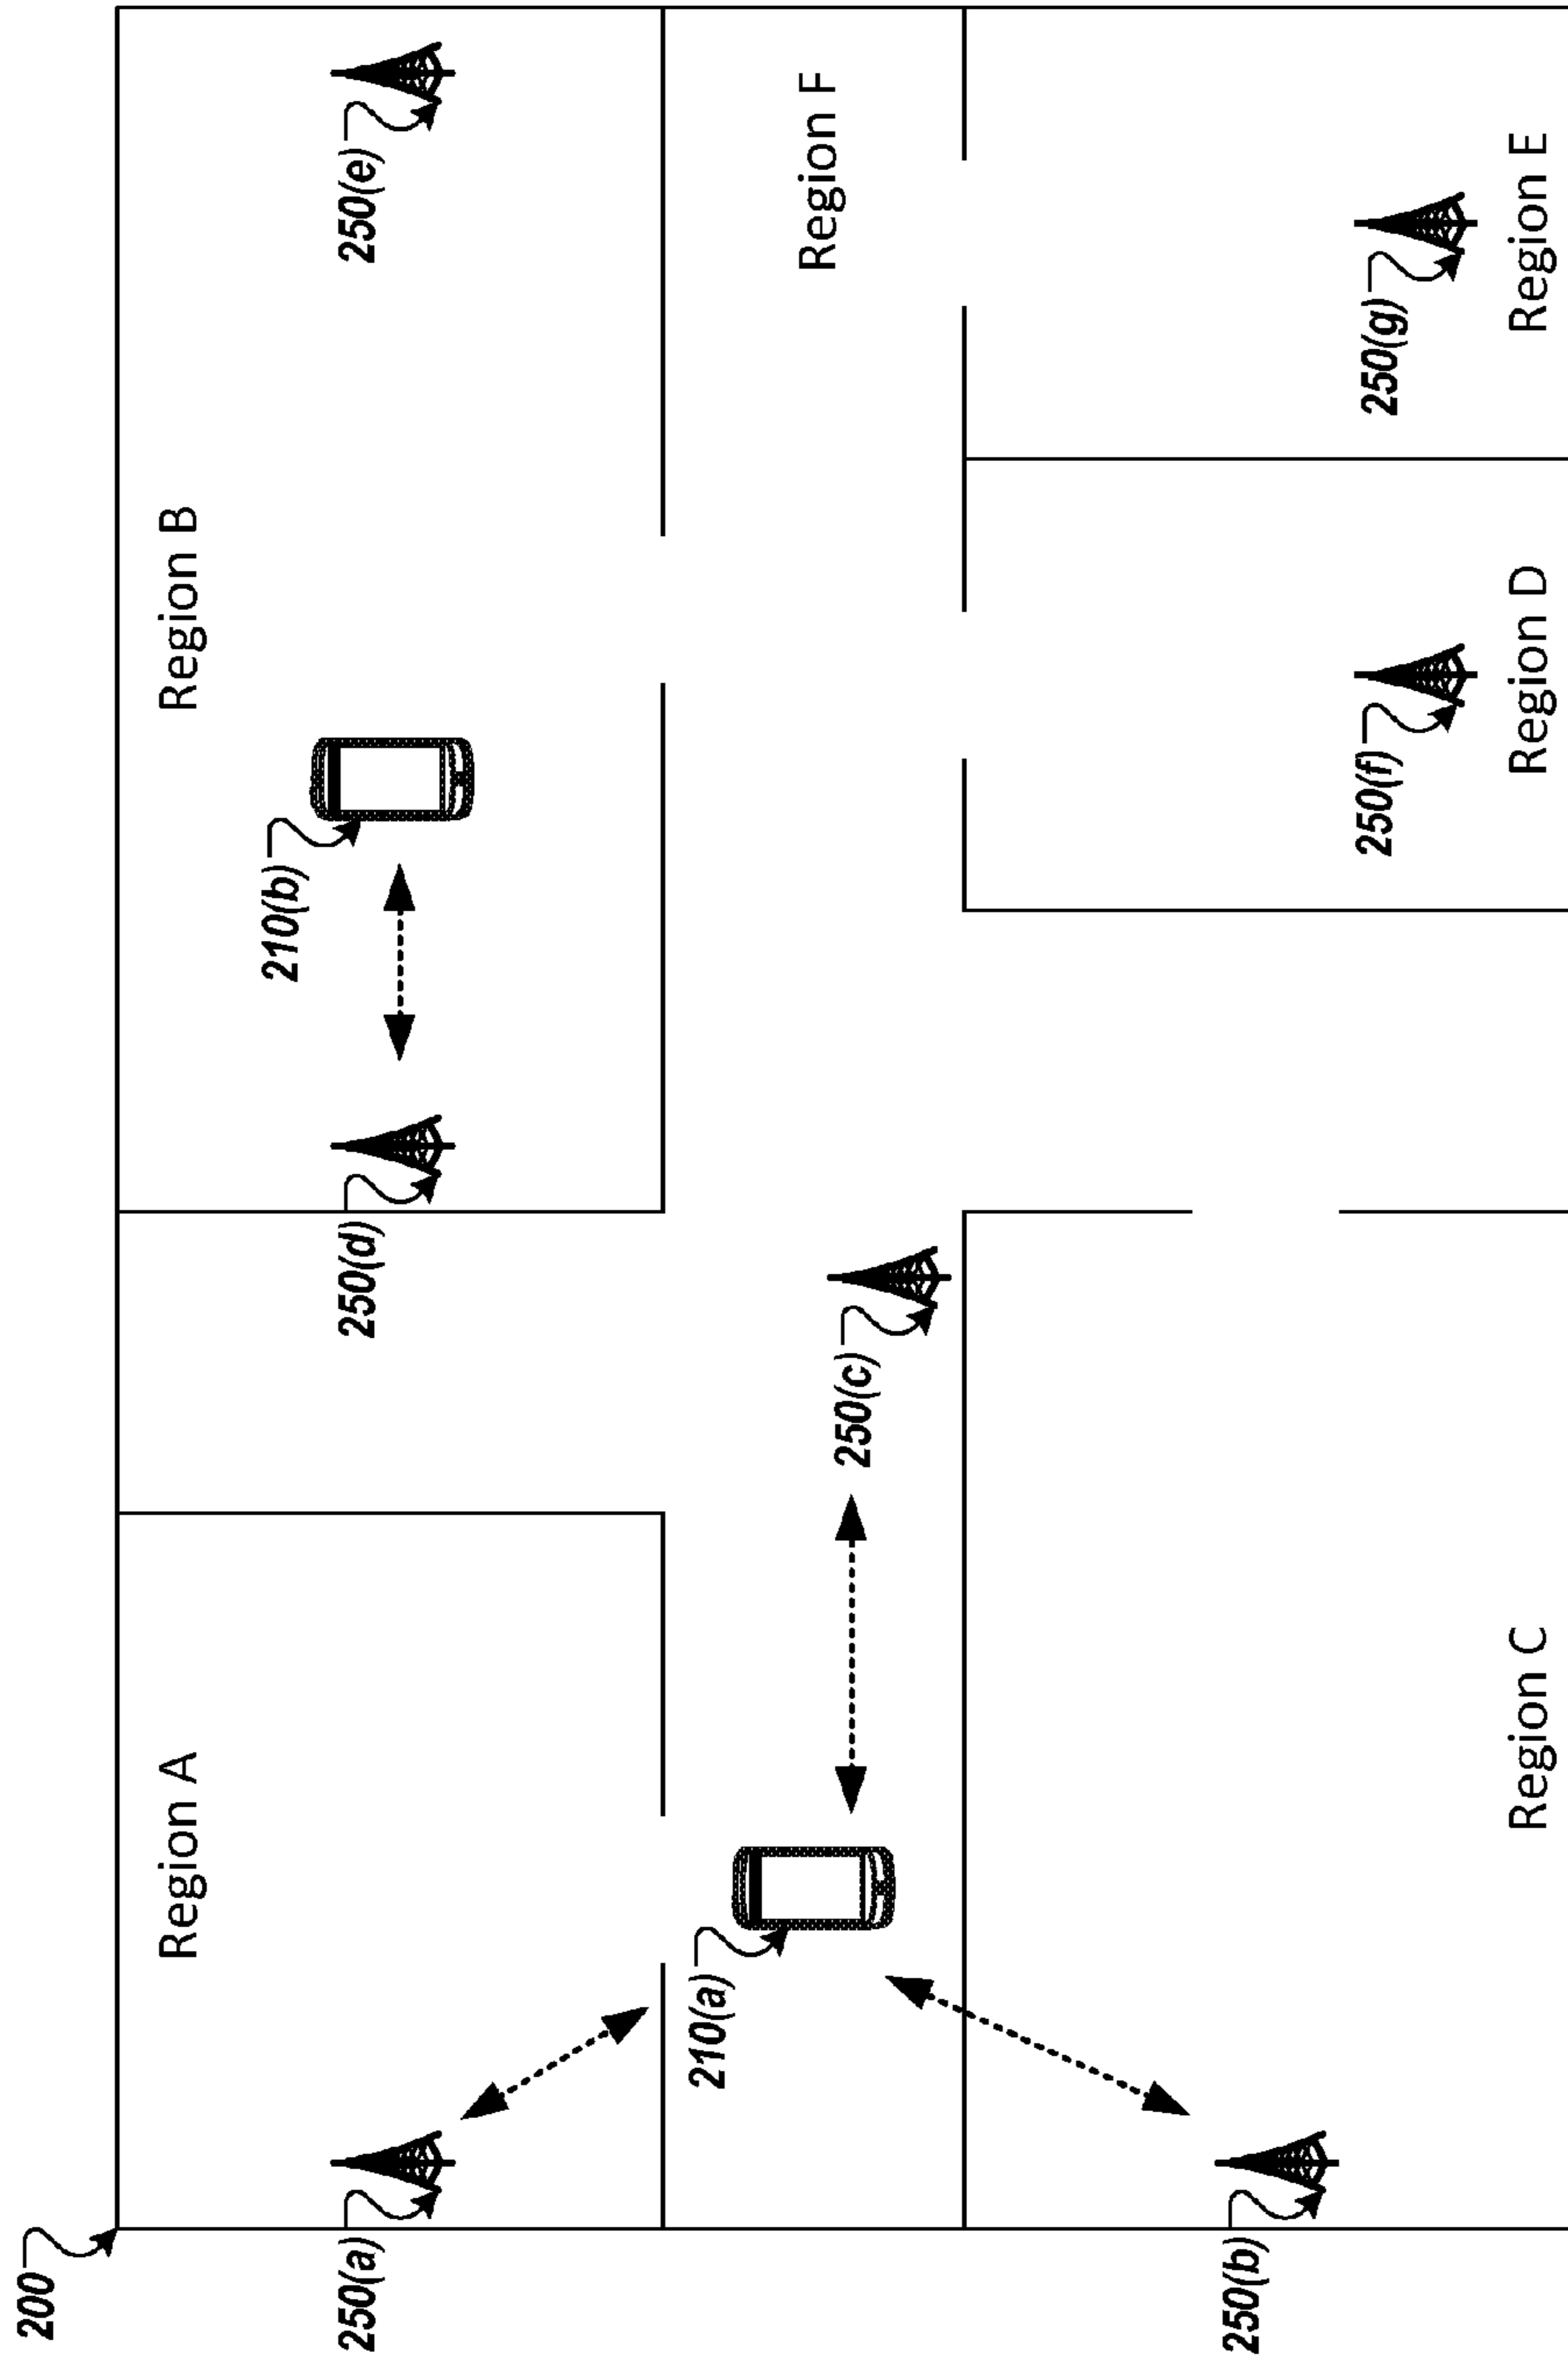 200
Region A
Region B
250(a)
250(d)
210(b)
250(e)
210(a)
250(c)
Region F
250(b)
250(f)
250(g)
Region C
Region D
Region E